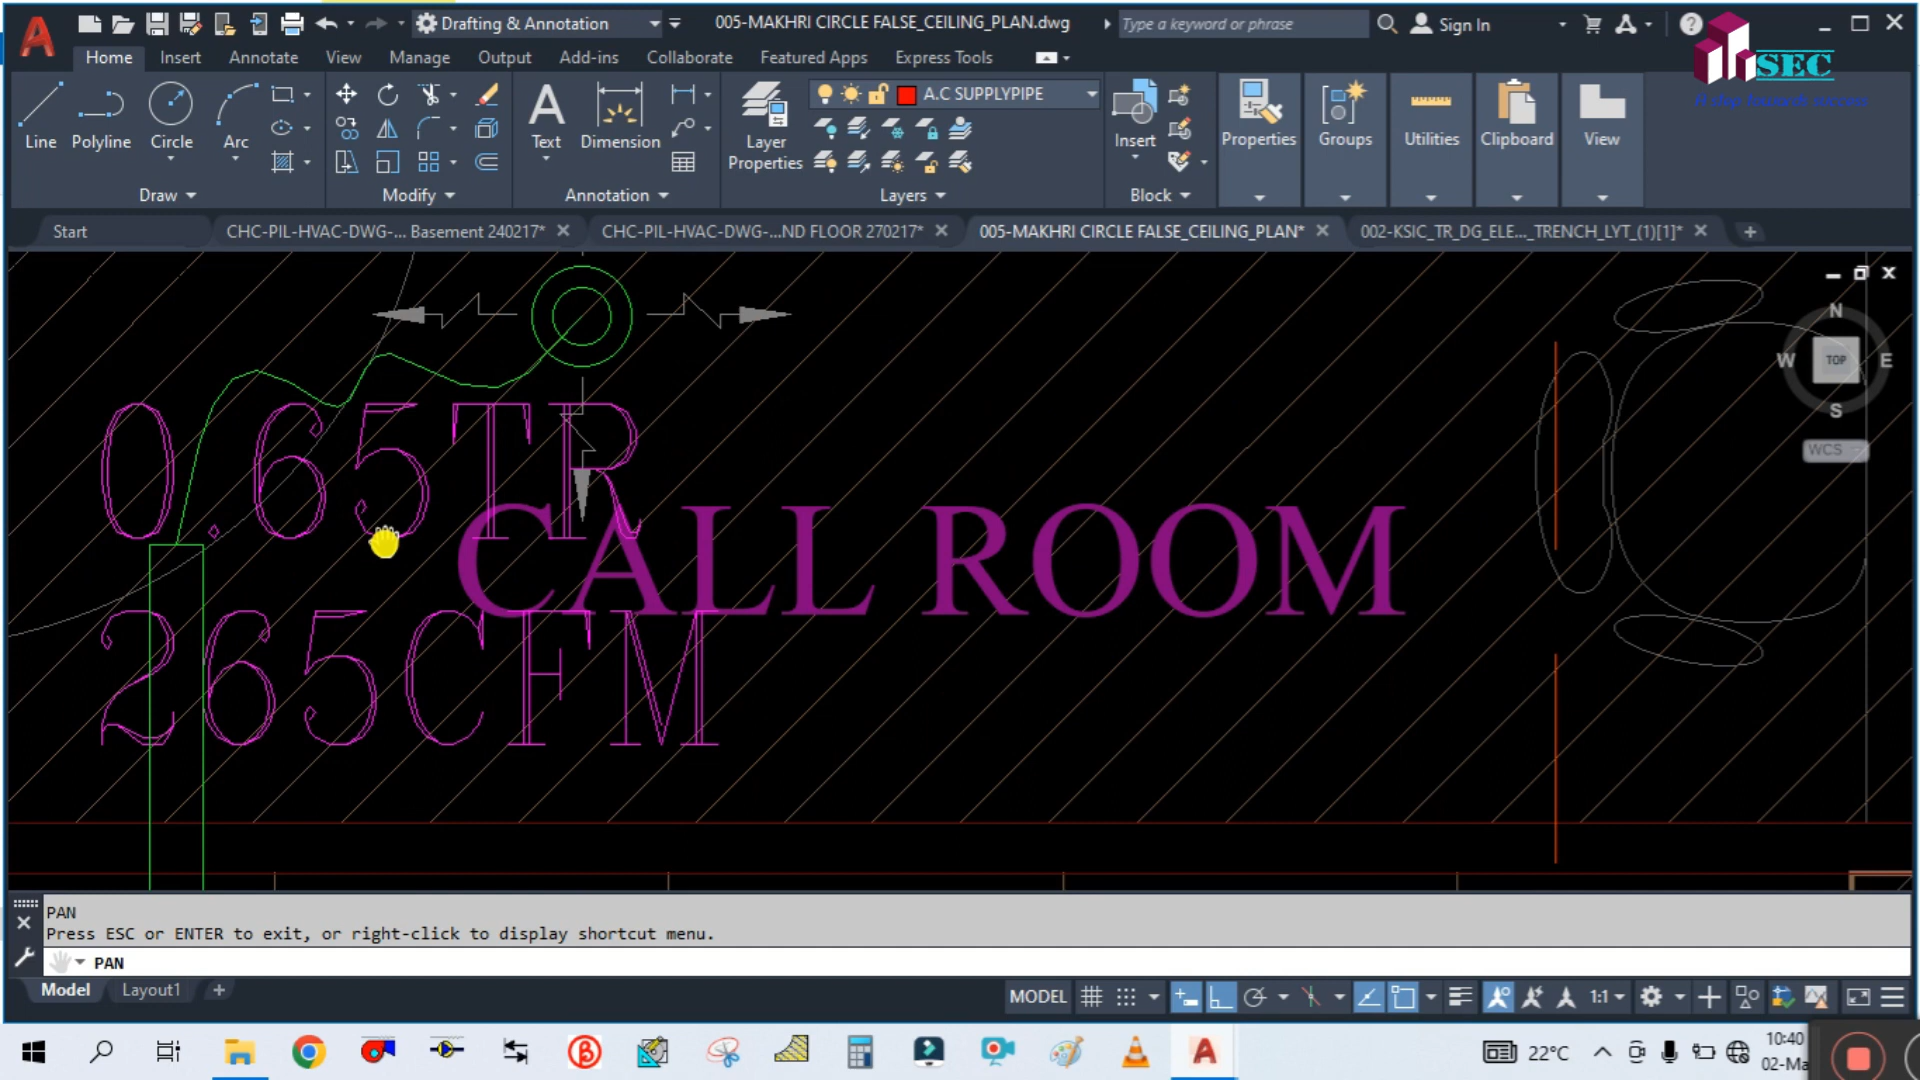 Drafting & Annotation
005-MAKHRI CIRCLE FALSE_CEILING_PLAN.dwg
Type a keyword or phrase
Sign In
SEC
Home
Insert
Annotate
View
Manage
Output
Add-ins
Collaborate
Featured Apps
Express Tools
Line
Polyline
Circle
Arc
Text
Dimension
Layer
Properties
A.C SUPPLYPIPE
Insert
Properties
Groups
Utilities
Clipboard
View
Draw
Modify
Annotation
Layers
Block
Start
CHC-PIL-HVAC-DWG-... Basement 240217*
CHC-PIL-HVAC-DWG-...ND FLOOR 270217*
005-MAKHRI CIRCLE FALSE_CEILING_PLAN*
002-KSIC_TR_DG_ELE..._TRENCH_LYT_(1)[1]*
N
W
TOP
E
S
WCS
0.65TR
CALL ROOM
265CFM
PAN
Press ESC or ENTER to exit, or right-click to display shortcut menu.
PAN
Model
Layout1
MODEL
1:1
22°C
10:40